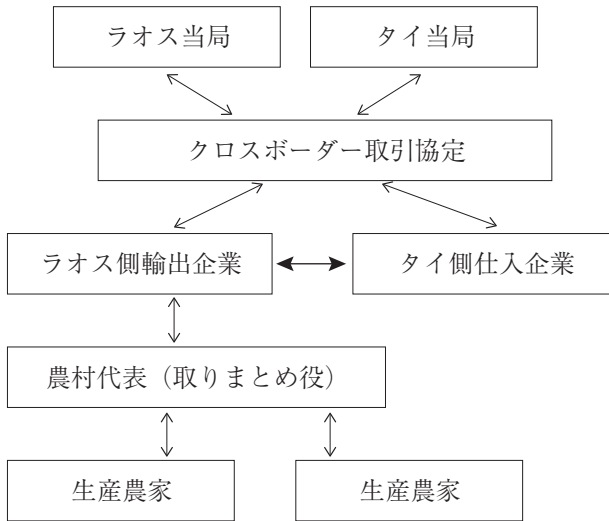 ラオス当局
タイ当局
クロスボーダー取引協定
ラオス側輸出企業
タイ側仕入企業
農村代表（取りまとめ役）
生産農家
生産農家